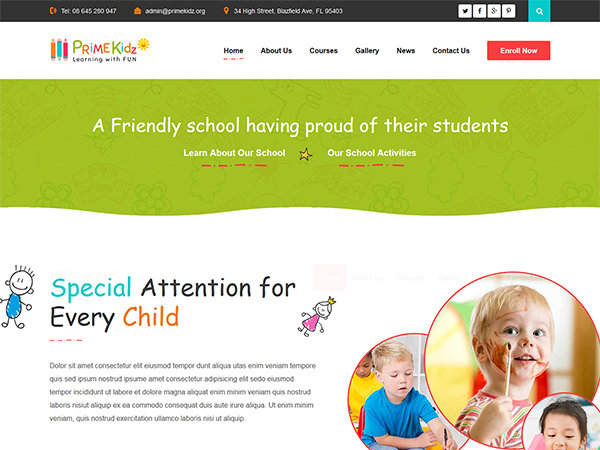 Tel: 08 645 280 947 admin@primekidz.org 34 High Street, Blazfield Ave, FL 95403
PRiMEKidz
Learning with FUN
Home About Us Courses Gallery News Contact Us Enroll Now
A Friendly school having proud of their students
Learn About Our School Our School Activities
Special Attention for
Every Child
Dolor sit amet consectetur elit eiusmod tempor dunt aliqua utas enim veniam tempore
quis sed ipsum nostrud ipsume amet consectetur adipisicing elit sedo eiusmod
tempor incididunt ut labore et dolore magna aliquat enim minim veniam quis nostrud
laboris nisiut aliquip ex ea commodo consequat duis auto irure aliqua. Ut enim minim
veniam, quis nostrud exercitation ullamco laboris nisi ut aliquip.